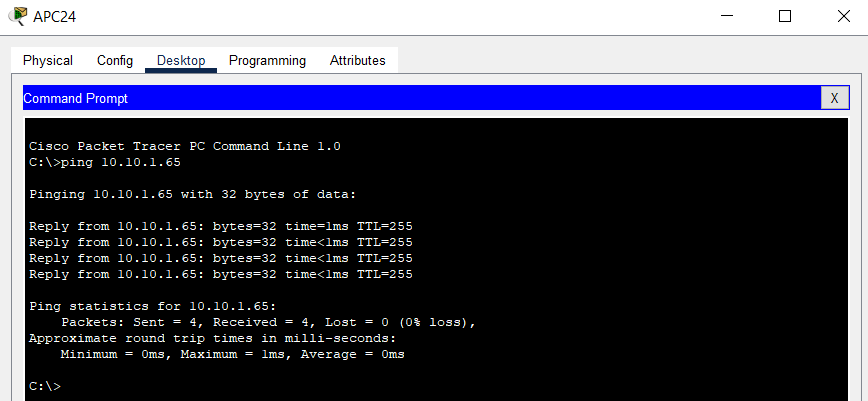 APC24
Physical Config Desktop Programming Attributes
Command Prompt X
Cisco Packet Tracer PC Command Line 1.0
C:\>ping 10.10.1.65
Pinging 10.10.1.65 with 32 bytes of data:
Reply from 10.10.1.65: bytes=32 time=1ms TTL=255
Reply from 10.10.1.65: bytes=32 time<1ms TTL=255
Reply from 10.10.1.65: bytes=32 time<1ms TTL=255
Reply from 10.10.1.65: bytes=32 time<1ms TTL=255
Ping statistics for 10.10.1.65:
    Packets: Sent = 4, Received = 4, Lost = 0 (0% loss),
Approximate round trip times in milli-seconds:
    Minimum = 0ms, Maximum = 1ms, Average = 0ms
C:\>